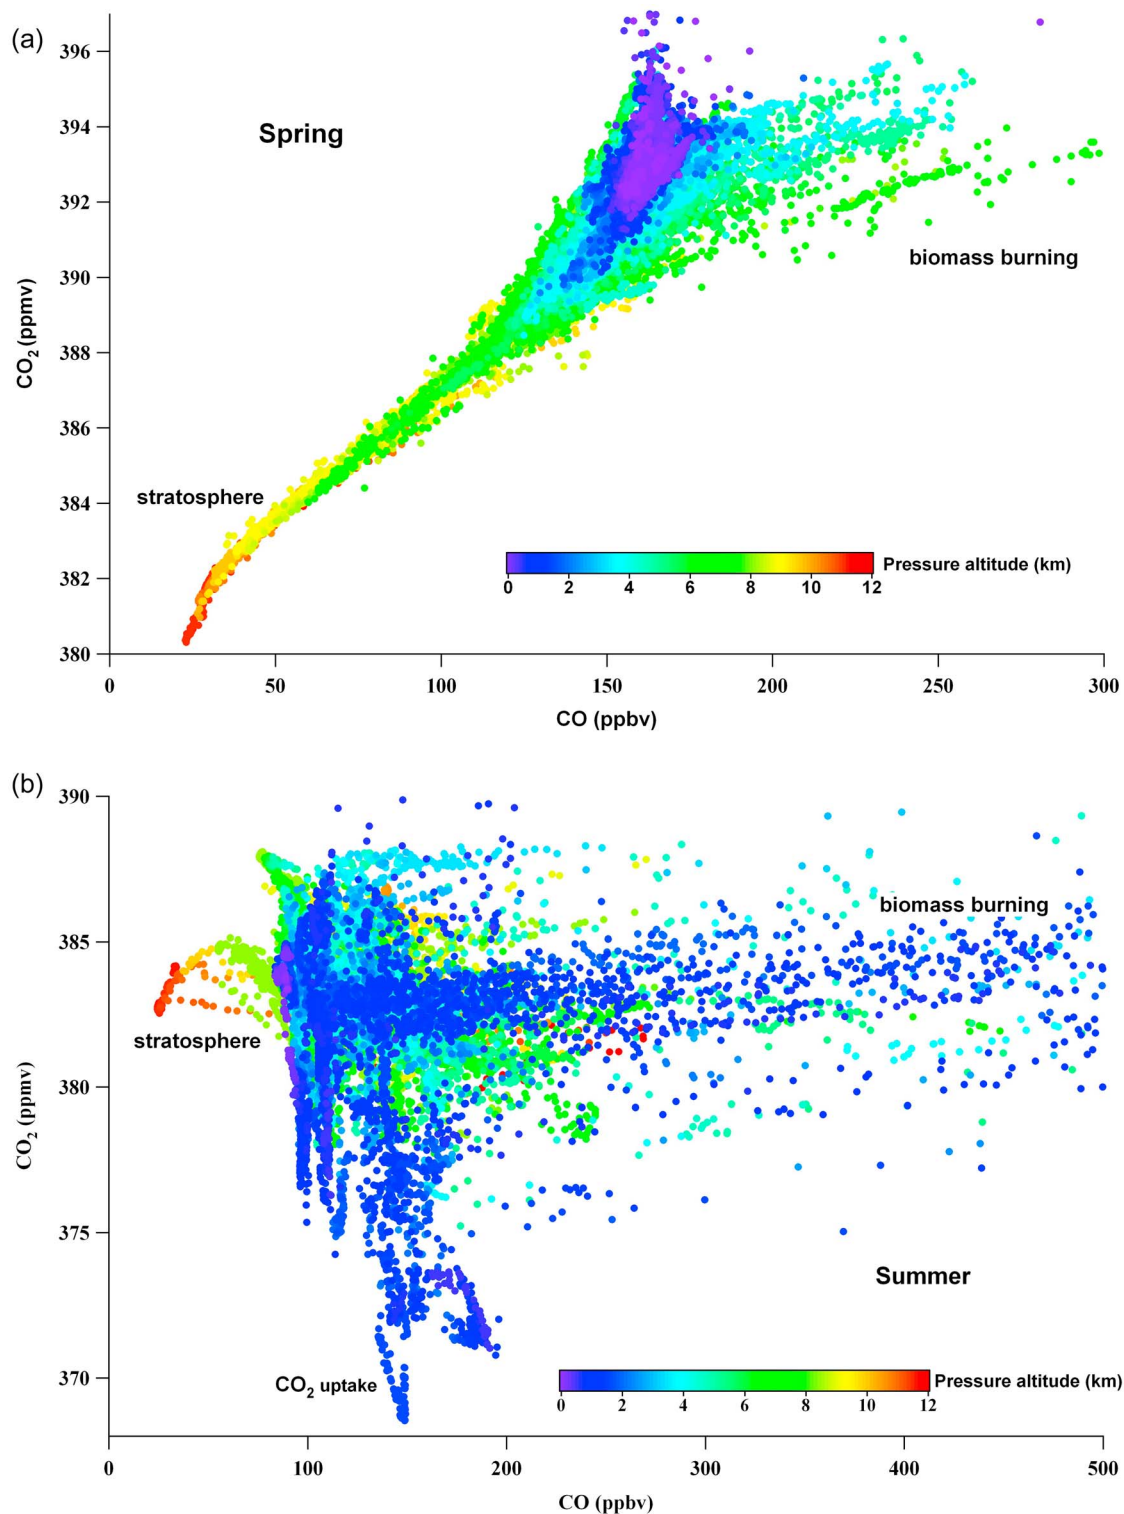 (a)
396
394
392
390
388
386
384
382
380
CO2 (ppmv)
Spring
biomass burning
stratosphere
Pressure altitude (km)
0 2 4 6 8 10 12
0 50 100 150 200 250 300
CO (ppbv)
(b)
390
385
380
375
370
CO2 (ppmv)
biomass burning
stratosphere
Summer
CO2 uptake
Pressure altitude (km)
0 2 4 6 8 10 12
0 100 200 300 400 500
CO (ppbv)